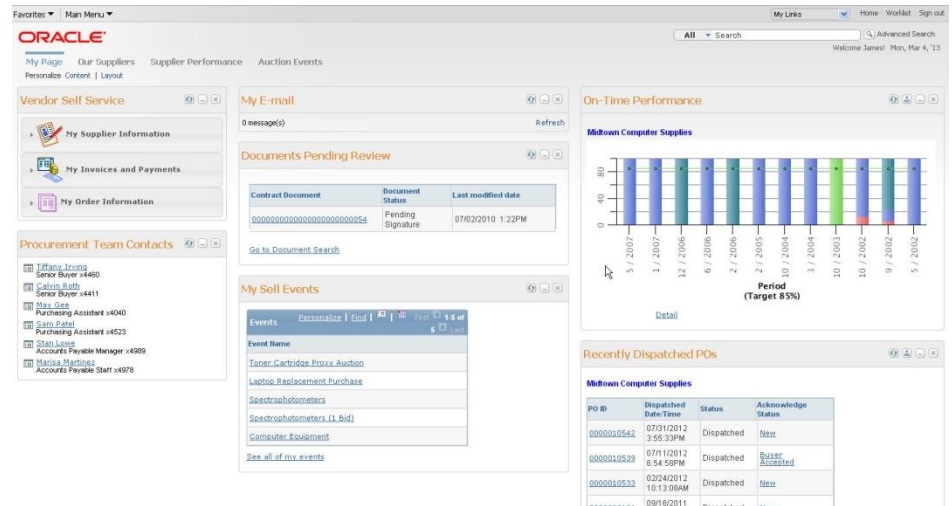 Favorites Main Menu
My Links Home Worklist Sign out
ORACLE
All Search Advanced Search
Welcome James! Mon, Mar 4, '13
My Page Our Suppliers Supplier Performance Auction Events
Personalize Content | Layout
Vendor Self Service
My Supplier Information
My Invoices and Payments
My Order Information
Procurement Team Contacts
Tiffany Irving
Senior Buyer x4460
Calvin Roth
Senior Buyer x4411
May Gee
Purchasing Assistant x4040
Sam Patel
Purchasing Assistant x4523
Stan Lowe
Accounts Payable Manager x4989
Marisa Martinez
Accounts Payable Staff x4978
My E-mail
0 message(s) Refresh
Documents Pending Review
Contract Document Document Status Last modified date
0000000000000000000000054 Pending Signature 07/02/2010 1:22PM
Go to Document Search
My Sell Events
Events Personalize | Find | First 1-5 of 5 Last
Event Name
Toner Cartridge Proxy Auction
Laptop Replacement Purchase
Spectrophotometers
Spectrophotometers (1 Bid)
Computer Equipment
See all of my events
On-Time Performance
Midtown Computer Supplies
80
40
0
5 / 2007
1 / 2007
12 / 2006
6 / 2006
2 / 2006
2 / 2005
10 / 2004
3 / 2004
10 / 2003
10 / 2002
9 / 2002
5 / 2002
Period
(Target 85%)
Detail
Recently Dispatched POs
Midtown Computer Supplies
PO ID Dispatched Date/Time Status Acknowledge Status
0000010542 07/31/2012 3:55:33PM Dispatched New
0000010539 07/11/2012 6:54:58PM Dispatched Buyer Accepted
0000010533 02/24/2012 10:13:08AM Dispatched New
09/16/2011